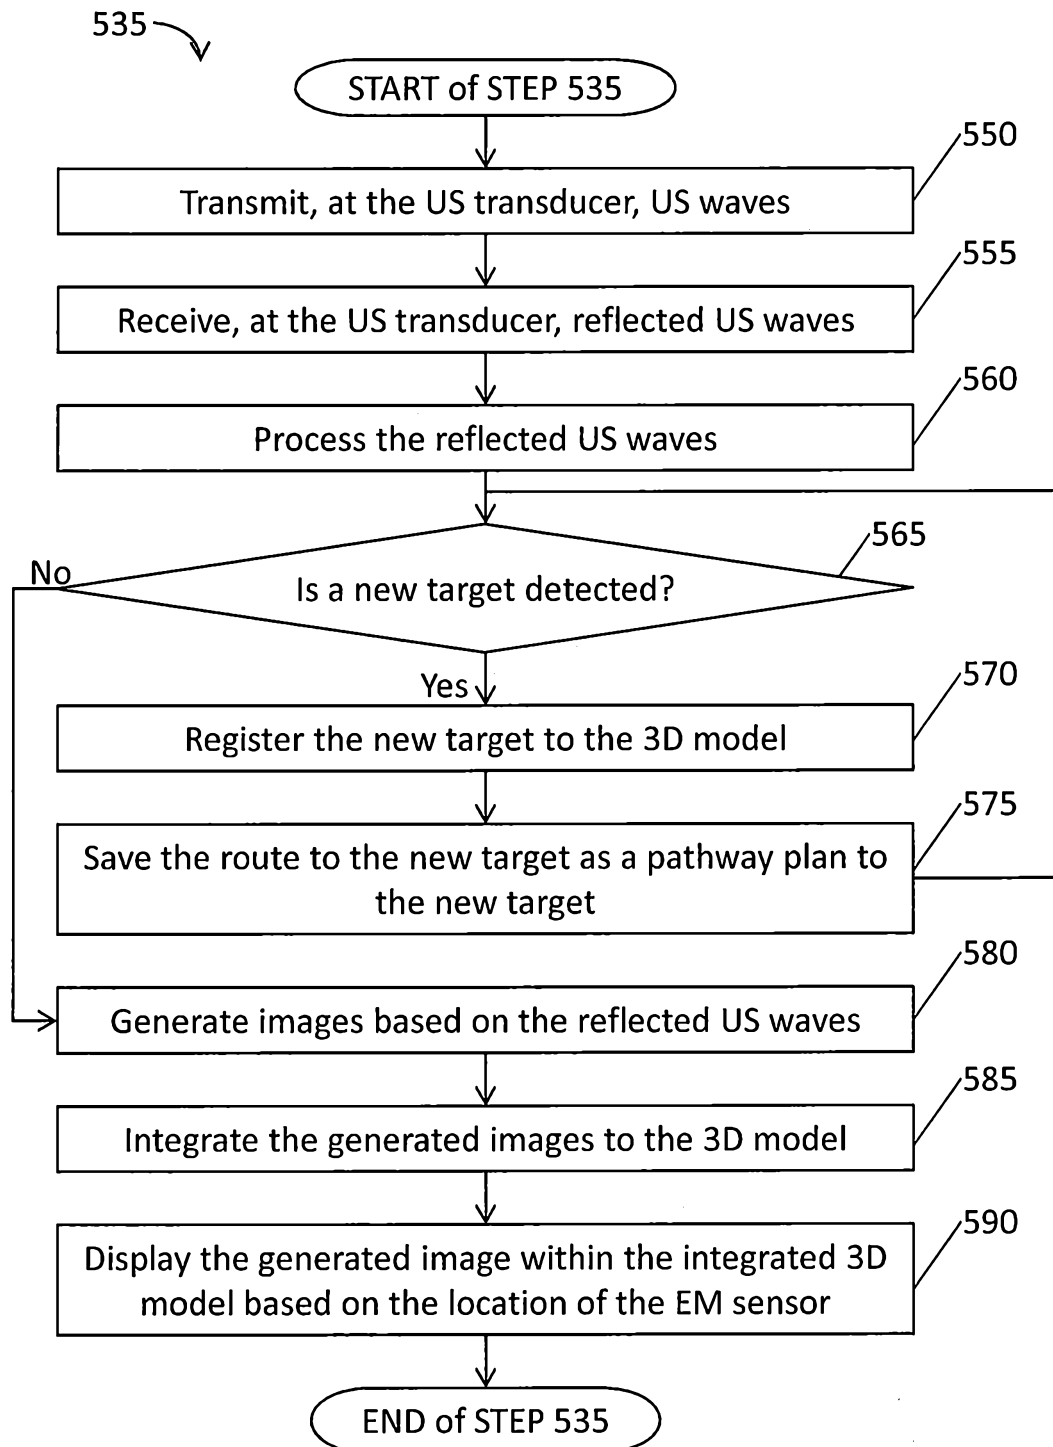 535
START of STEP 535
550
Transmit, at the US transducer, US waves
555
Receive, at the US transducer, reflected US waves
560
Process the reflected US waves
565
No
Is a new target detected?
Yes
570
Register the new target to the 3D model
575
Save the route to the new target as a pathway plan to
the new target
580
Generate images based on the reflected US waves
585
Integrate the generated images to the 3D model
590
Display the generated image within the integrated 3D
model based on the location of the EM sensor
END of STEP 535